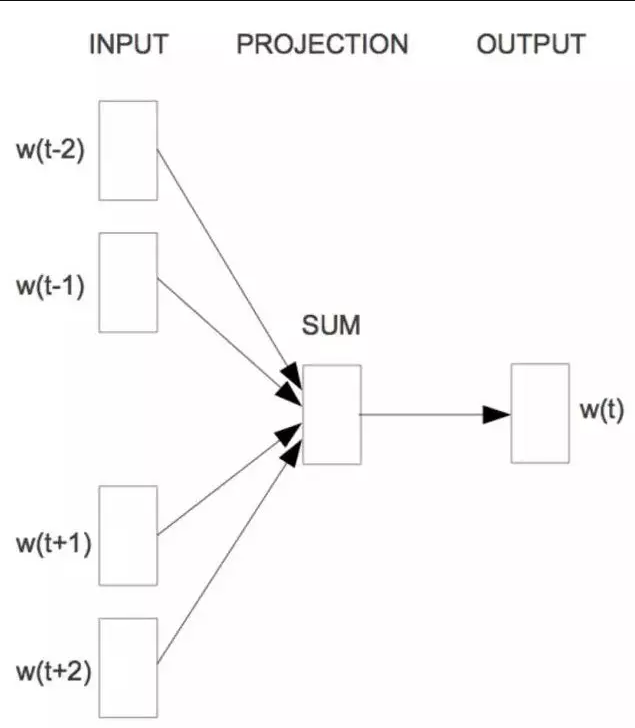 INPUT PROJECTION OUTPUT
w(t-2)
w(t-1)
SUM
w(t)
w(t+1)
w(t+2)